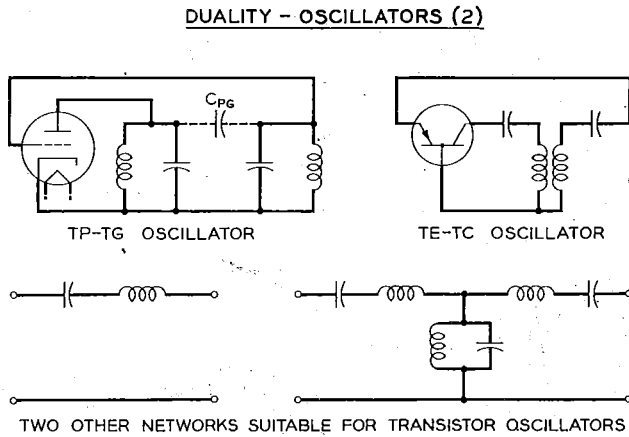 DUALITY - OSCILLATORS (2)
CPG
TP-TG OSCILLATOR
TE-TC OSCILLATOR
TWO OTHER NETWORKS SUITABLE FOR TRANSISTOR OSCILLATORS